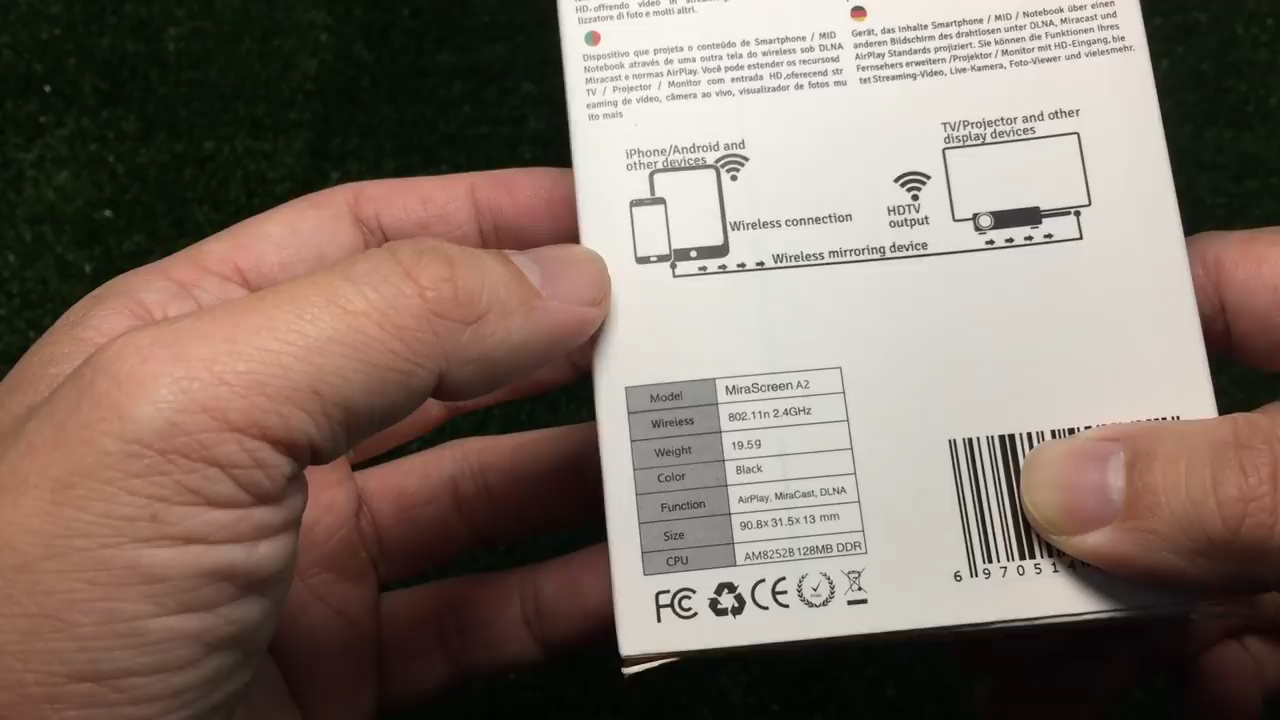 HD.offrendo video in
lizzatore di foto e molti altri.
Dispositivo que projeta o conteúdo de Smartphone / MID
Notebook através de uma outra tela do wireless sob DLNA
Miracast e normas AirPlay. Você pode estender os recursosd
TV / Projector / Monitor com entrada HD,oferecend str
eaming de vídeo, câmera ao vivo, visualizador de fotos mu
ito mais
Gerät, das Inhalte Smartphone / MID / Notebook über einen
anderen Bildschirm des drahtlosen unter DLNA, Miracast und
AirPlay Standards projiziert. Sie können die Funktionen Ihres
Fernsehers erweitern /Projektor / Monitor mit HD-Eingang, bie
tet Streaming-Video, Live-Kamera, Foto-Viewer und vielesmehr.
iPhone/Android and
other devices
TV/Projector and other
display devices
Wireless connection
HDTV
output
Wireless mirroring device
Model MiraScreen A2
Wireless 802.11n 2.4GHz
Weight 19.5g
Color Black
Function AirPlay, MiraCast, DLNA
Size 90.8x31.5x13 mm
CPU AM8252B128MB DDR
FC CE
6 970514